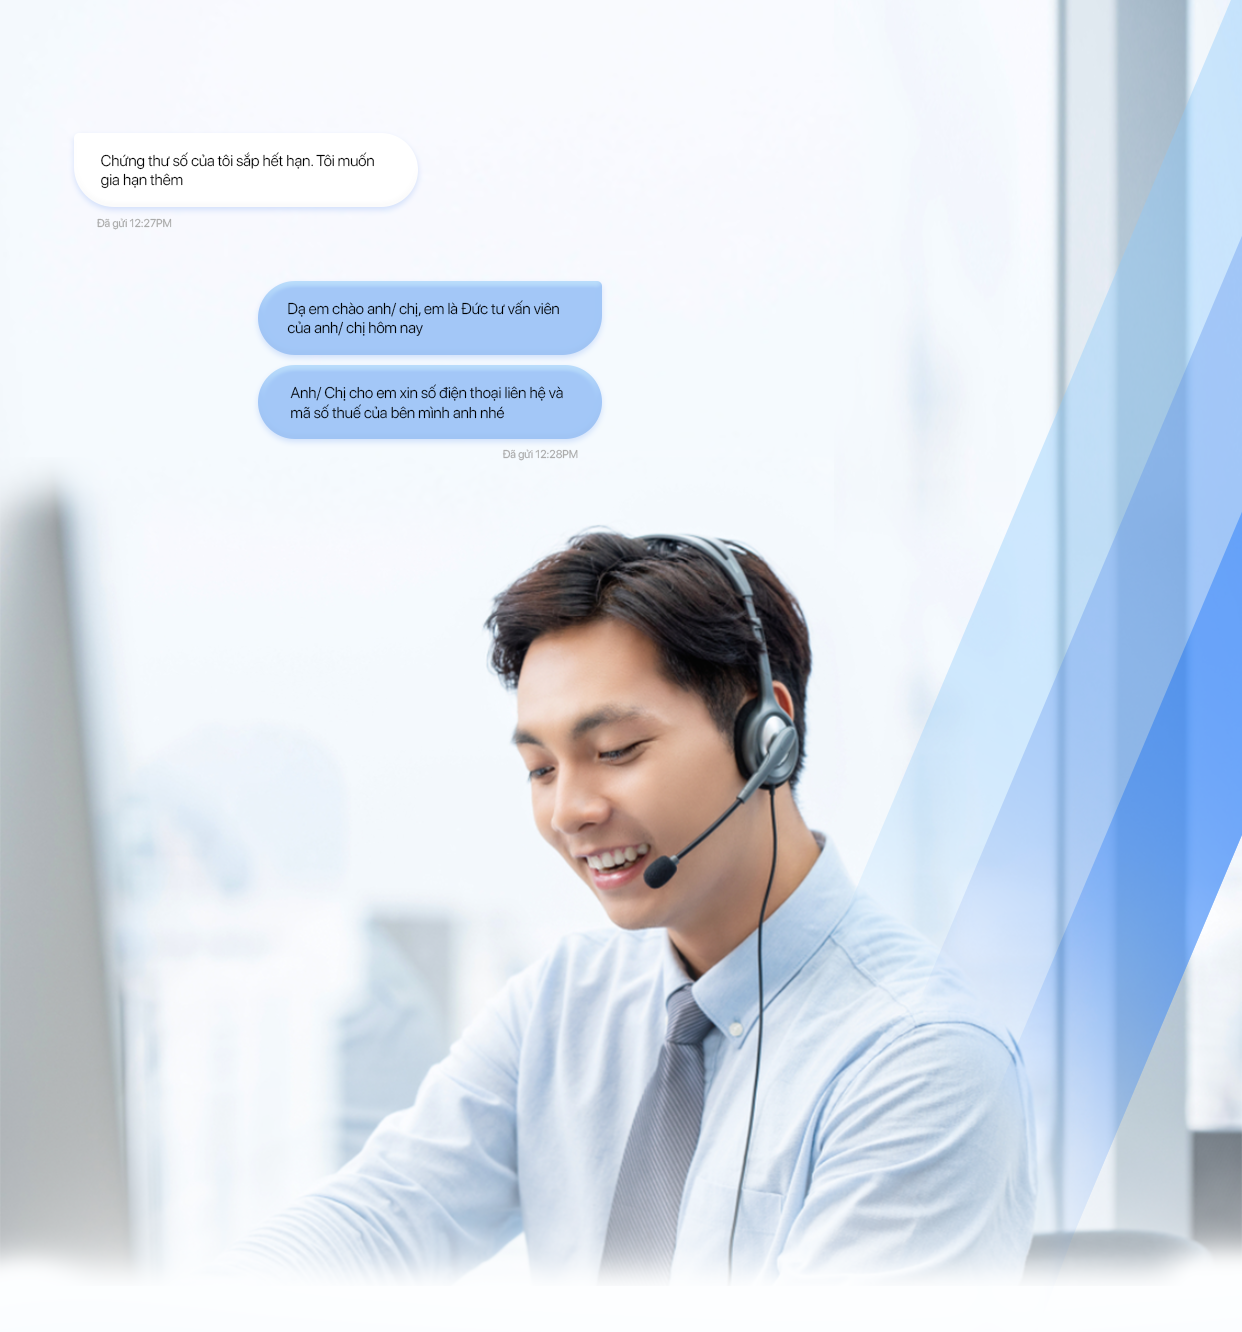 Chứng thư số của tôi sắp hết hạn. Tôi muốn
gia hạn thêm
Đã gửi 12:27PM
Dạ em chào anh/ chị, em là Đức tư vấn viên
của anh/ chị hôm nay
Anh/ Chị cho em xin số điện thoại liên hệ và
mã số thuế của bên mình anh nhé
Đã gửi 12:28PM